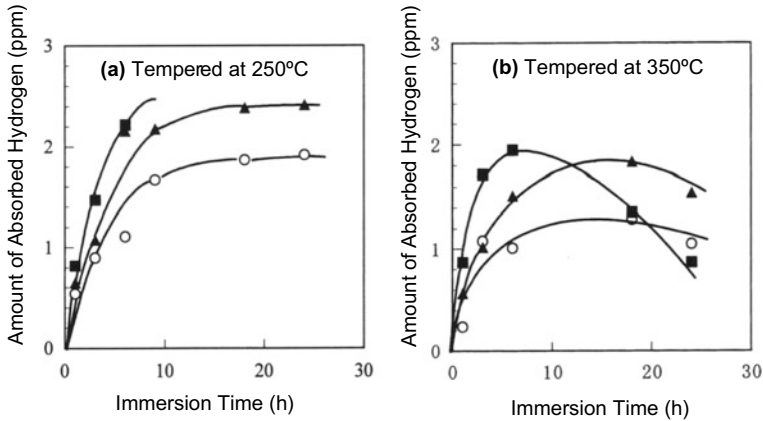 Amount of Absorbed Hydrogen (ppm)
3
2
1
0
(a) Tempered at 250ºC
0
10
20
30
Immersion Time (h)
Amount of Absorbed Hydrogen (ppm)
3
2
1
0
(b) Tempered at 350ºC
0
10
20
30
Immersion Time (h)